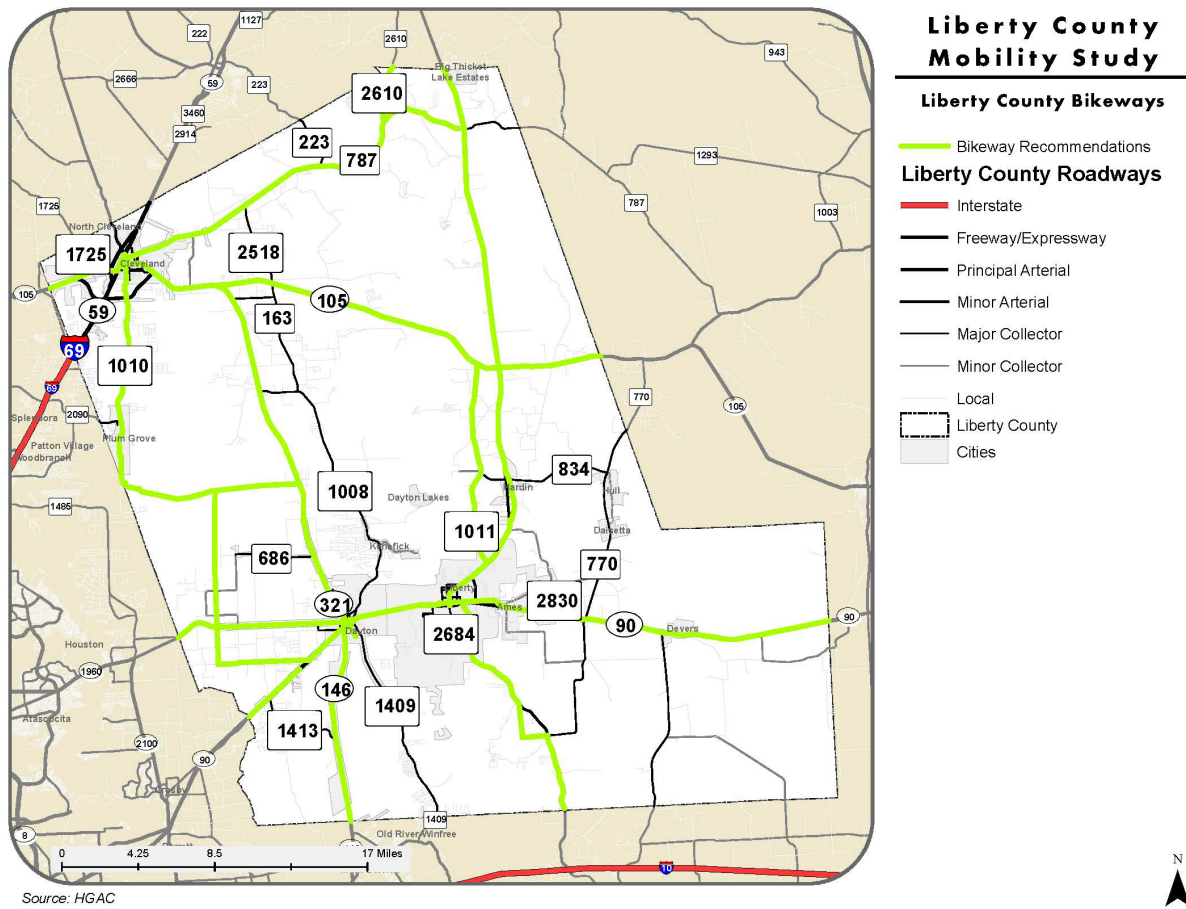 Liberty County
Mobility Study
Liberty County Bikeways
Bikeway Recommendations
Liberty County Roadways
Interstate
Freeway/Expressway
Principal Arterial
Minor Arterial
Major Collector
Minor Collector
Local
Liberty County
Cities
N
1127
222
2610
943
59
2666
223
Big Thicket
Lake Estates
2610
3460
2914
223
787
1293
1725
787
1003
North Cleveland
1725
2518
Cleveland
105
105
59
163
69
1010
69
770
105
2090
Splendora
Plum Grove
Patton Village
Woodbranch
834
1008
Dayton Lakes
Hardin
Hull
1485
1011
Daisetta
Kenefick
686
770
Liberty
321
Ames
2830
90
90
Dayton
2684
Devers
Houston
1960
146
1409
Atascocita
1413
2100
90
Crosby
1409
8
Old River-Winfree
Barrett
0 4.25 8.5 17 Miles
10
Source: HGAC